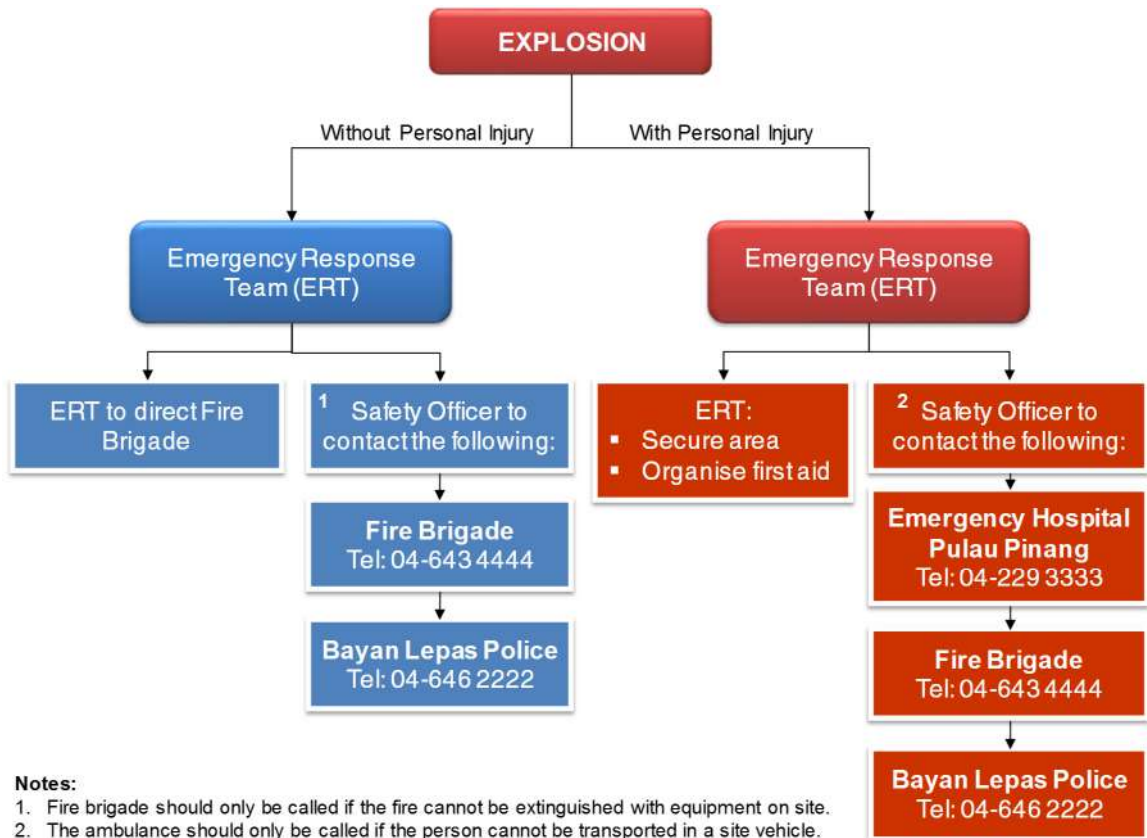 EXPLOSION
Without Personal Injury
With Personal Injury
Emergency Response
Team (ERT)
Emergency Response
Team (ERT)
ERT to direct Fire
Brigade
1 Safety Officer to
contact the following:
Fire Brigade
Tel: 04-643 4444
Bayan Lepas Police
Tel: 04-646 2222
ERT:
▪ Secure area
▪ Organise first aid
2 Safety Officer to
contact the following:
Emergency Hospital
Pulau Pinang
Tel: 04-229 3333
Fire Brigade
Tel: 04-643 4444
Bayan Lepas Police
Tel: 04-646 2222
Notes:
1. Fire brigade should only be called if the fire cannot be extinguished with equipment on site.
2. The ambulance should only be called if the person cannot be transported in a site vehicle.